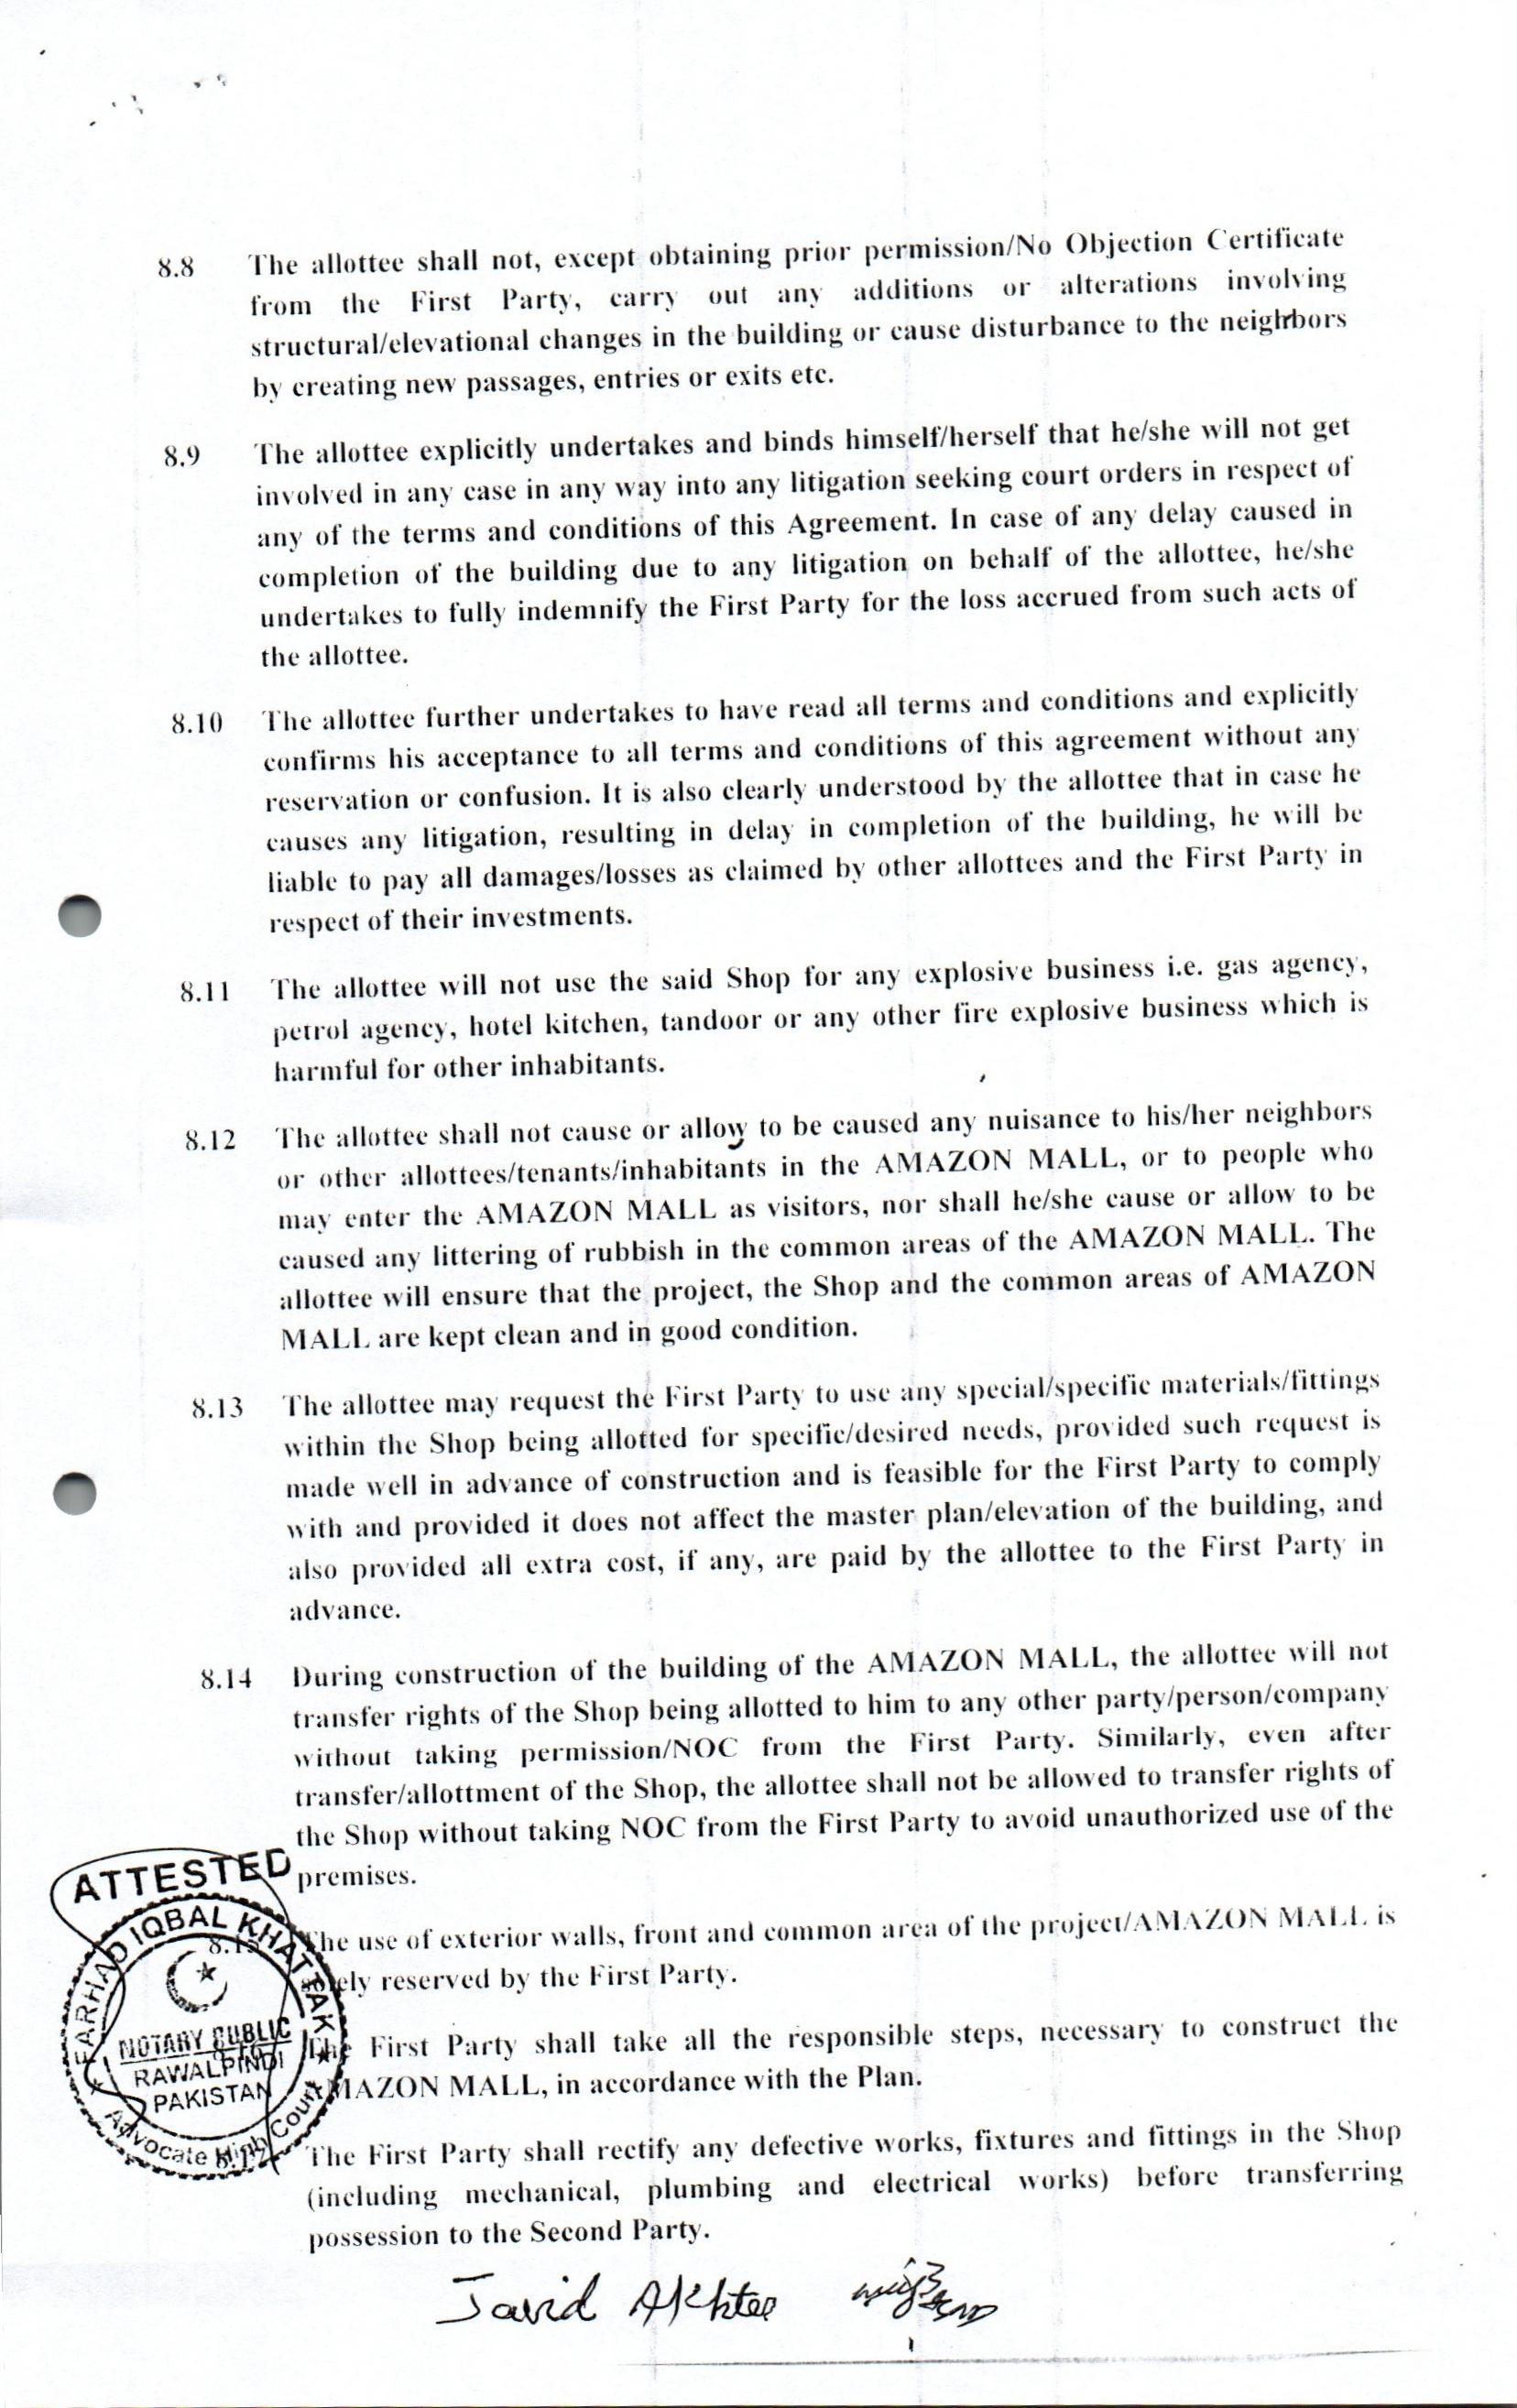 8.8 The allottee shall not, except obtaining prior permission/No Objection Certificate
from the First Party, carry out any additions or alterations involving
structural/elevational changes in the building or cause disturbance to the neighbors
by creating new passages, entries or exits etc.
8.9 The allottee explicitly undertakes and binds himself/herself that he/she will not get
involved in any case in any way into any litigation seeking court orders in respect of
any of the terms and conditions of this Agreement. In case of any delay caused in
completion of the building due to any litigation on behalf of the allottee, he/she
undertakes to fully indemnify the First Party for the loss accrued from such acts of
the allottee.
8.10 The allottee further undertakes to have read all terms and conditions and explicitly
confirms his acceptance to all terms and conditions of this agreement without any
reservation or confusion. It is also clearly understood by the allottee that in case he
causes any litigation, resulting in delay in completion of the building, he will be
liable to pay all damages/losses as claimed by other allottees and the First Party in
respect of their investments.
8.11 The allottee will not use the said Shop for any explosive business i.e. gas agency,
petrol agency, hotel kitchen, tandoor or any other fire explosive business which is
harmful for other inhabitants.
8.12 The allottee shall not cause or allow to be caused any nuisance to his/her neighbors
or other allottees/tenants/inhabitants in the AMAZON MALL, or to people who
may enter the AMAZON MALL as visitors, nor shall he/she cause or allow to be
caused any littering of rubbish in the common areas of the AMAZON MALL. The
allottee will ensure that the project, the Shop and the common areas of AMAZON
MALL are kept clean and in good condition.
8.13 The allottee may request the First Party to use any special/specific materials/fittings
within the Shop being allotted for specific/desired needs, provided such request is
made well in advance of construction and is feasible for the First Party to comply
with and provided it does not affect the master plan/elevation of the building, and
also provided all extra cost, if any, are paid by the allottee to the First Party in
advance.
8.14 During construction of the building of the AMAZON MALL, the allottee will not
transfer rights of the Shop being allotted to him to any other party/person/company
without taking permission/NOC from the First Party. Similarly, even after
transfer/allottment of the Shop, the allottee shall not be allowed to transfer rights of
the Shop without taking NOC from the First Party to avoid unauthorized use of the
premises.
8.15 The use of exterior walls, front and common area of the project/AMAZON MALL is
solely reserved by the First Party.
8.16 The First Party shall take all the responsible steps, necessary to construct the
AMAZON MALL, in accordance with the Plan.
8.17 The First Party shall rectify any defective works, fixtures and fittings in the Shop
(including mechanical, plumbing and electrical works) before transferring
possession to the Second Party.
ATTESTED
FARHAD IQBAL KHATTAK
NOTARY PUBLIC
RAWALPINDI
PAKISTAN
Advocate High Court
Javid Akhter